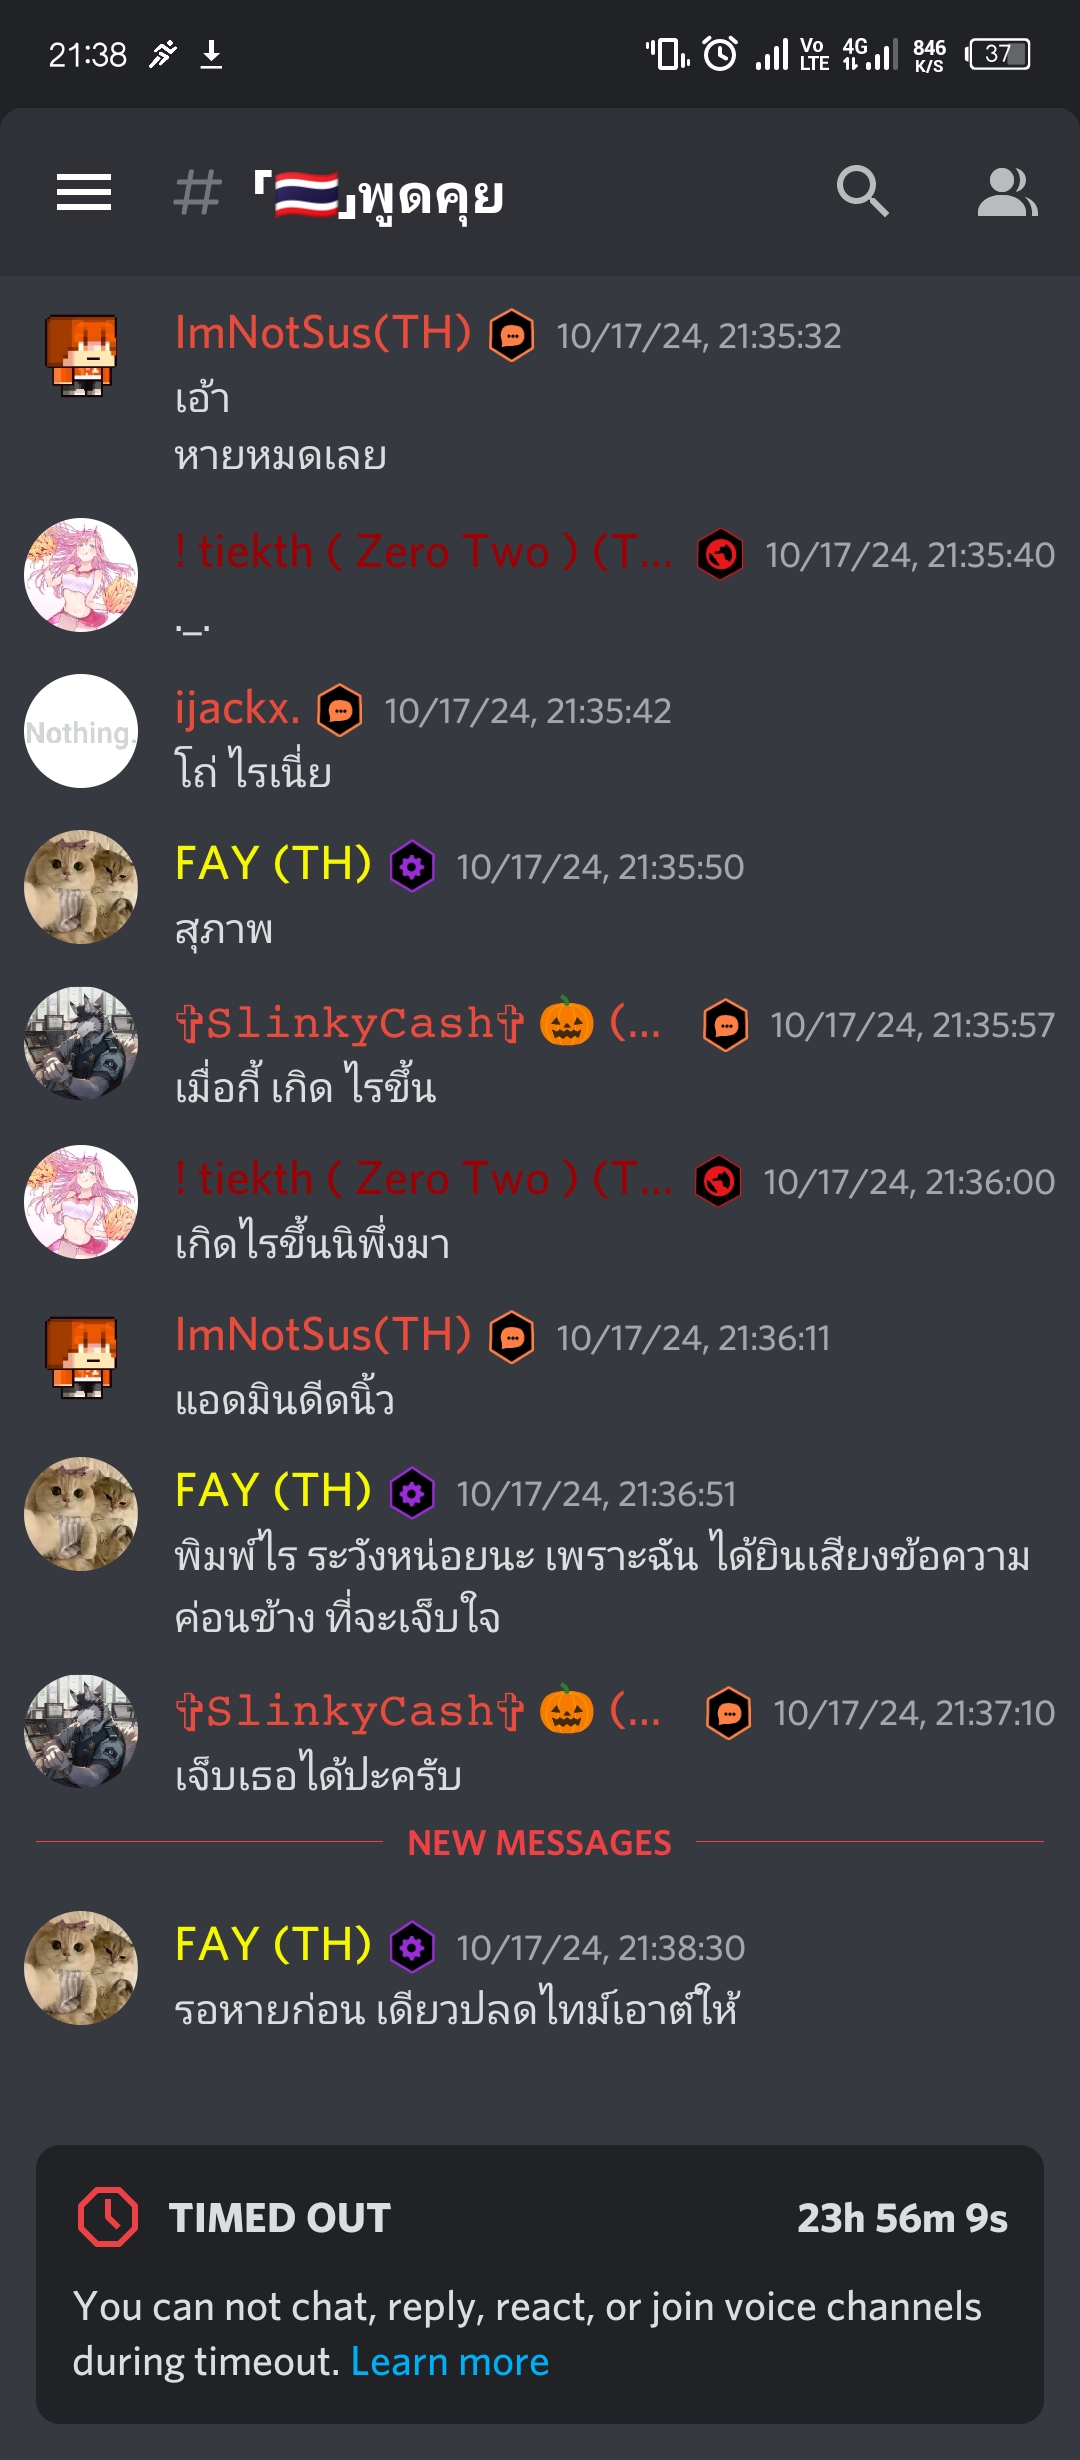 21:38 Vo LTE 4G 846 K/S 37
# 「🇹🇭」พูดคุย
ImNotSus(TH) 10/17/24, 21:35:32
เอ้า
หายหมดเลย
! tiekth ( Zero Two ) (T... 10/17/24, 21:35:40
._.
Nothing.
ijackx. 10/17/24, 21:35:42
โถ่ ไรเนี่ย
FAY (TH) 10/17/24, 21:35:50
สุภาพ
✞SlinkyCash✞ 🎃 (... 10/17/24, 21:35:57
เมื่อกี้ เกิด ไรขึ้น
! tiekth ( Zero Two ) (T... 10/17/24, 21:36:00
เกิดไรขึ้นนิพึ่งมา
ImNotSus(TH) 10/17/24, 21:36:11
แอดมินดีดนิ้ว
FAY (TH) 10/17/24, 21:36:51
พิมพ์ไร ระวังหน่อยนะ เพราะฉัน ได้ยินเสียงข้อความ
ค่อนข้าง ที่จะเจ็บใจ
✞SlinkyCash✞ 🎃 (... 10/17/24, 21:37:10
เจ็บเธอได้ปะครับ
NEW MESSAGES
FAY (TH) 10/17/24, 21:38:30
รอหายก่อน เดียวปลดไทม์เอาต์ให้
TIMED OUT 23h 56m 9s
You can not chat, reply, react, or join voice channels
during timeout. Learn more